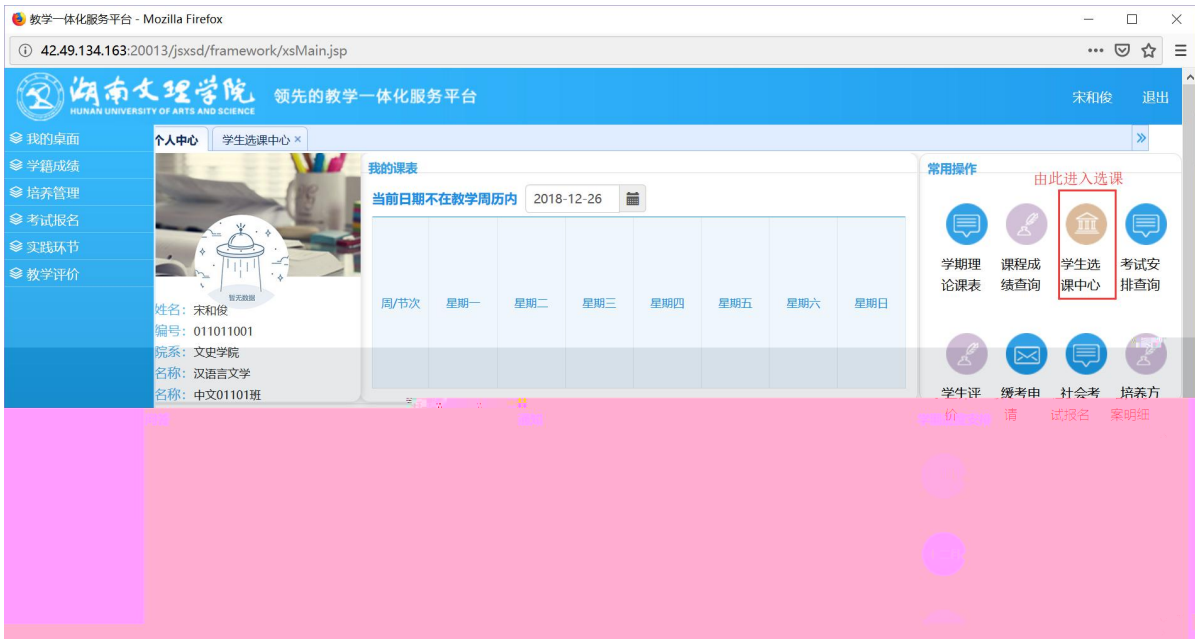 教学一体化服务平台 - Mozilla Firefox
42.49.134.163:20013/jsxsd/framework/xsMain.jsp
湖南文理学院
HUNAN UNIVERSITY OF ARTS AND SCIENCE
领先的教学一体化服务平台
宋和俊 退出
我的桌面
学籍成绩
培养管理
考试报名
实践环节
教学评价
个人中心 学生选课中心 ×
暂无数据
姓名：宋和俊
编号：011011001
院系：文史学院
名称：汉语言文学
名称：中文01101班
我的课表
当前日期不在教学周历内 2018-12-26
周/节次 星期一 星期二 星期三 星期四 星期五 星期六 星期日
常用操作
由此进入选课
学期理论课表
课程成绩查询
学生选课中心
考试安排查询
学生评价
缓考申请
社会考试报名
培养方案明细